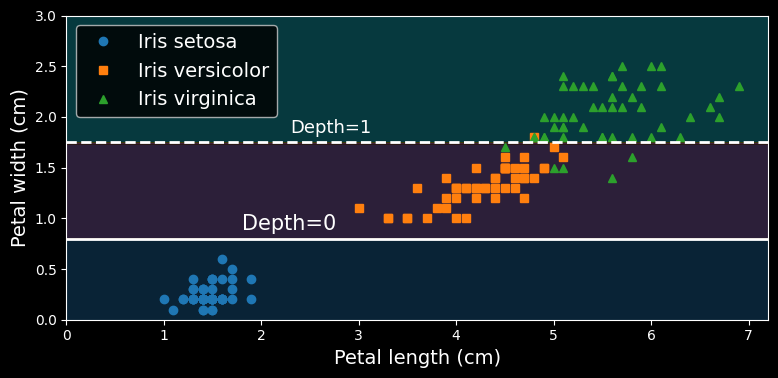 3.0
2.5
2.0
1.5
1.0
0.5
0.0
Petal width (cm)
Iris setosa
Iris versicolor
Iris virginica
Depth=1
Depth=0
0 1 2 3 4 5 6 7
Petal length (cm)